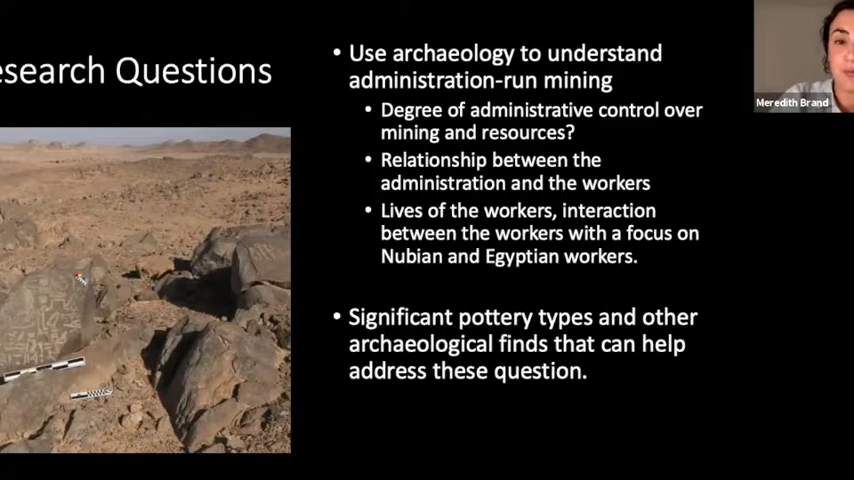 esearch Questions
• Use archaeology to understand
administration-run mining
• Degree of administrative control over
mining and resources?
• Relationship between the
administration and the workers
• Lives of the workers, interaction
between the workers with a focus on
Nubian and Egyptian workers.
• Significant pottery types and other
archaeological finds that can help
address these question.
Meredith Brand